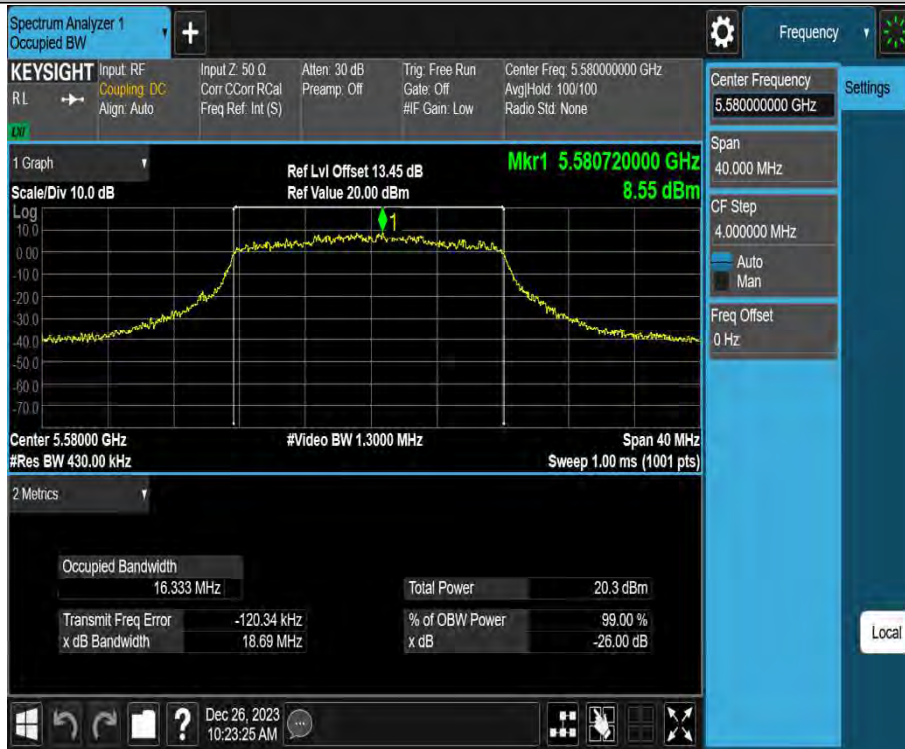 Spectrum Analyzer 1
Occupied BW
+
Frequency
KEYSIGHT
RL
LXI
Input: RF
Coupling: DC
Align: Auto
Input Z: 50 Ω
Corr CCorr RCal
Freq Ref: Int (S)
Atten: 30 dB
Preamp: Off
Trig: Free Run
Gate: Off
#IF Gain: Low
Center Freq: 5.580000000 GHz
Avg|Hold: 100/100
Radio Std: None
Center Frequency
5.580000000 GHz
Settings
Span
40.000 MHz
CF Step
4.000000 MHz
Auto
Man
Freq Offset
0 Hz
Local
1 Graph
Scale/Div 10.0 dB
Ref Lvl Offset 13.45 dB
Ref Value 20.00 dBm
Mkr1 5.580720000 GHz
8.55 dBm
Log
10.0
0.00
-10.0
-20.0
-30.0
-40.0
-50.0
-60.0
-70.0
1
Center 5.58000 GHz
#Video BW 1.3000 MHz
Span 40 MHz
#Res BW 430.00 kHz
Sweep 1.00 ms (1001 pts)
2 Metrics
Occupied Bandwidth
16.333 MHz
Total Power 20.3 dBm
Transmit Freq Error -120.34 kHz
% of OBW Power 99.00 %
x dB Bandwidth 18.69 MHz
x dB -26.00 dB
?
Dec 26, 2023
10:23:25 AM